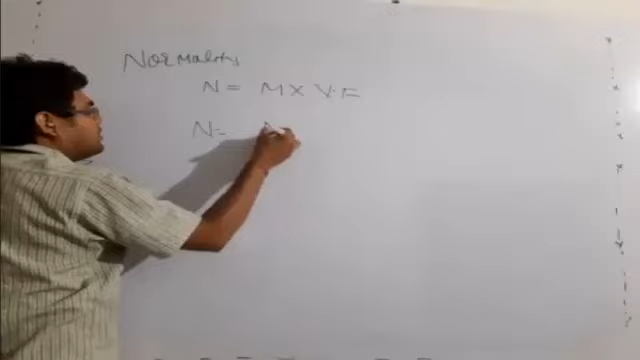 Normality
N = M X V.F
N=